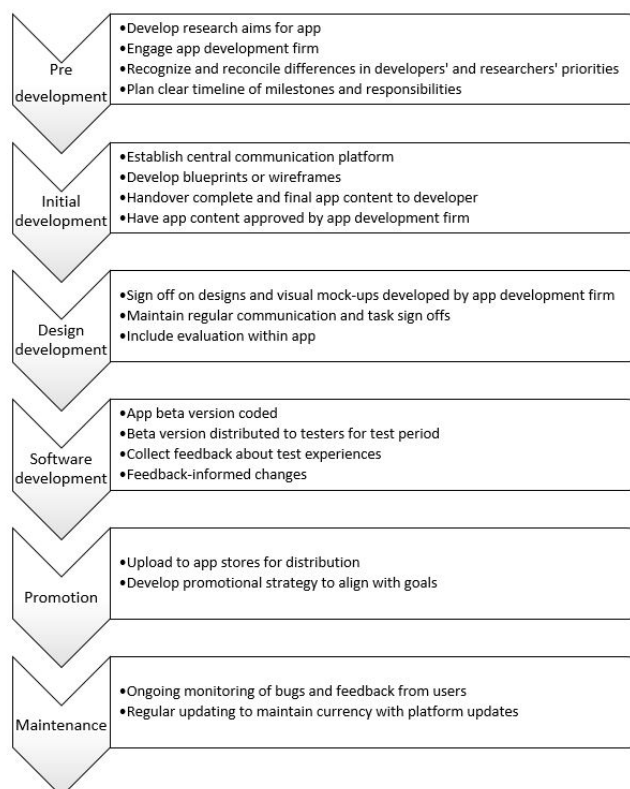 Pre
development
•Develop research aims for app
•Engage app development firm
•Recognize and reconcile differences in developers' and researchers' priorities
•Plan clear timeline of milestones and responsibilities
Initial
development
•Establish central communication platform
•Develop blueprints or wireframes
•Handover complete and final app content to developer
•Have app content approved by app development firm
Design
development
•Sign off on designs and visual mock-ups developed by app development firm
•Maintain regular communication and task sign offs
•Include evaluation within app
Software
development
•App beta version coded
•Beta version distributed to testers for test period
•Collect feedback about test experiences
•Feedback-informed changes
Promotion
•Upload to app stores for distribution
•Develop promotional strategy to align with goals
Maintenance
•Ongoing monitoring of bugs and feedback from users
•Regular updating to maintain currency with platform updates